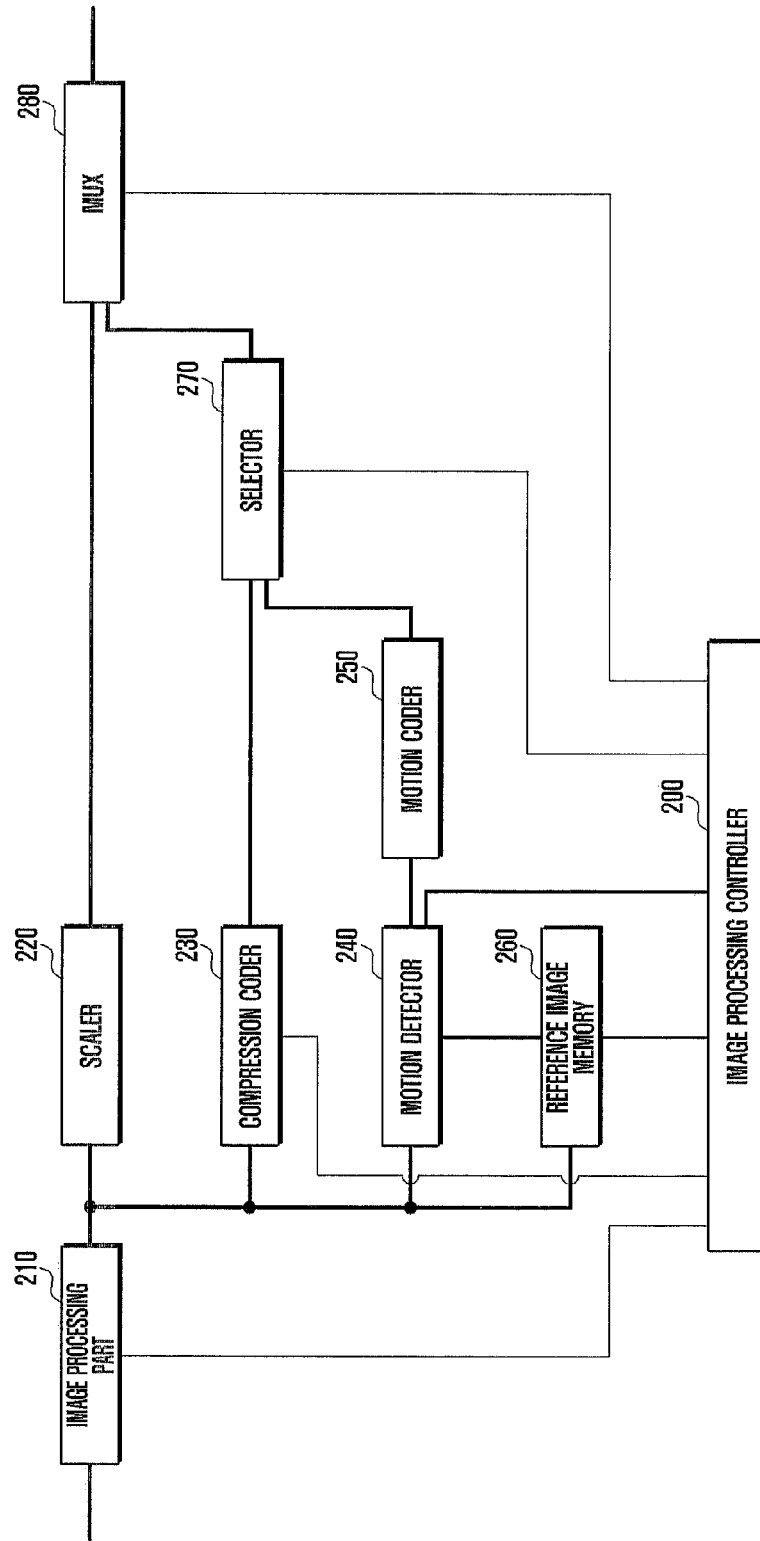 210
IMAGE PROCESSING
PART
220
SCALER
280
MUX
230
COMPRESSION CODER
270
SELECTOR
240
MOTION DETECTOR
250
MOTION CODER
260
REFERENCE IMAGE
MEMORY
200
IMAGE PROCESSING CONTROLLER